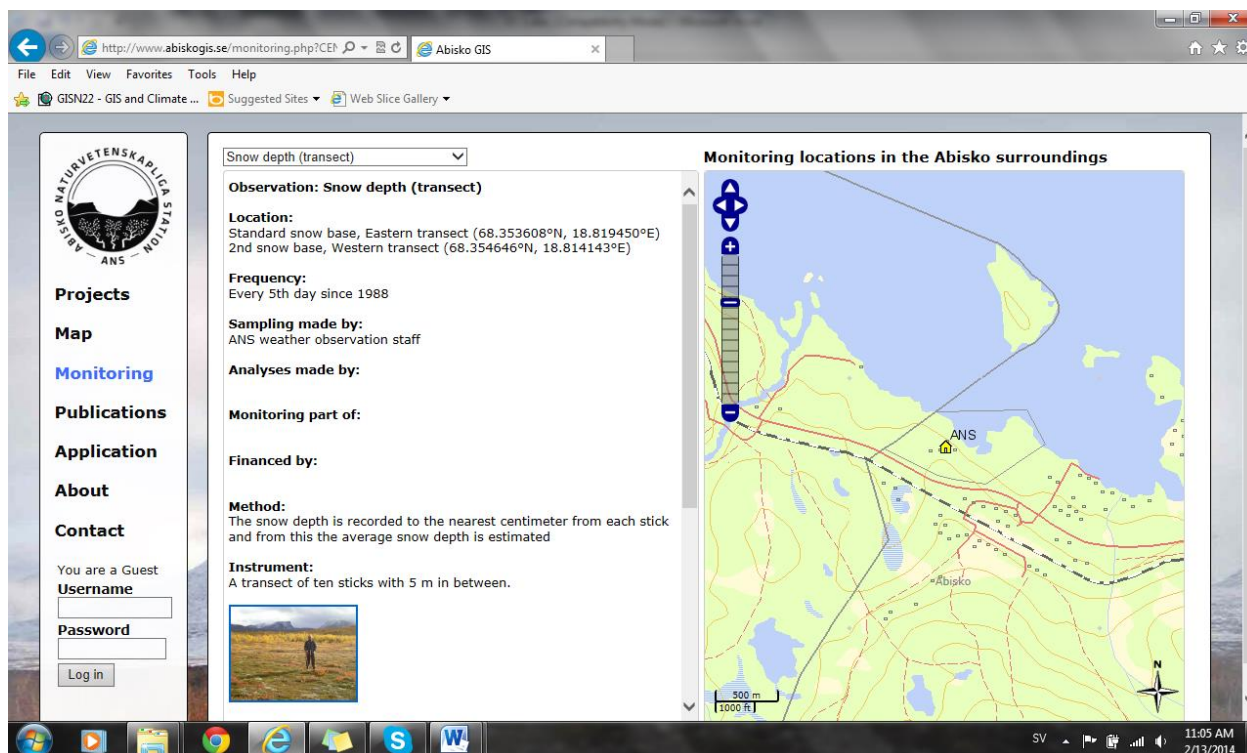 http://www.abiskogis.se/monitoring.php?CEN
Abisko GIS
File Edit View Favorites Tools Help
GISN22 - GIS and Climate ... Suggested Sites Web Slice Gallery
ABISKO NATURVETENSKAPLIGA STATION
ANS
Projects
Map
Monitoring
Publications
Application
About
Contact
You are a Guest
Username
Password
Log in
Snow depth (transect)
Observation: Snow depth (transect)
Location:
Standard snow base, Eastern transect (68.353608°N, 18.819450°E)
2nd snow base, Western transect (68.354646°N, 18.814143°E)
Frequency:
Every 5th day since 1988
Sampling made by:
ANS weather observation staff
Analyses made by:
Monitoring part of:
Financed by:
Method:
The snow depth is recorded to the nearest centimeter from each stick
and from this the average snow depth is estimated
Instrument:
A transect of ten sticks with 5 m in between.
Monitoring locations in the Abisko surroundings
ANS
Abisko
500 m
1000 ft
N
SV
11:05 AM
2/13/2014